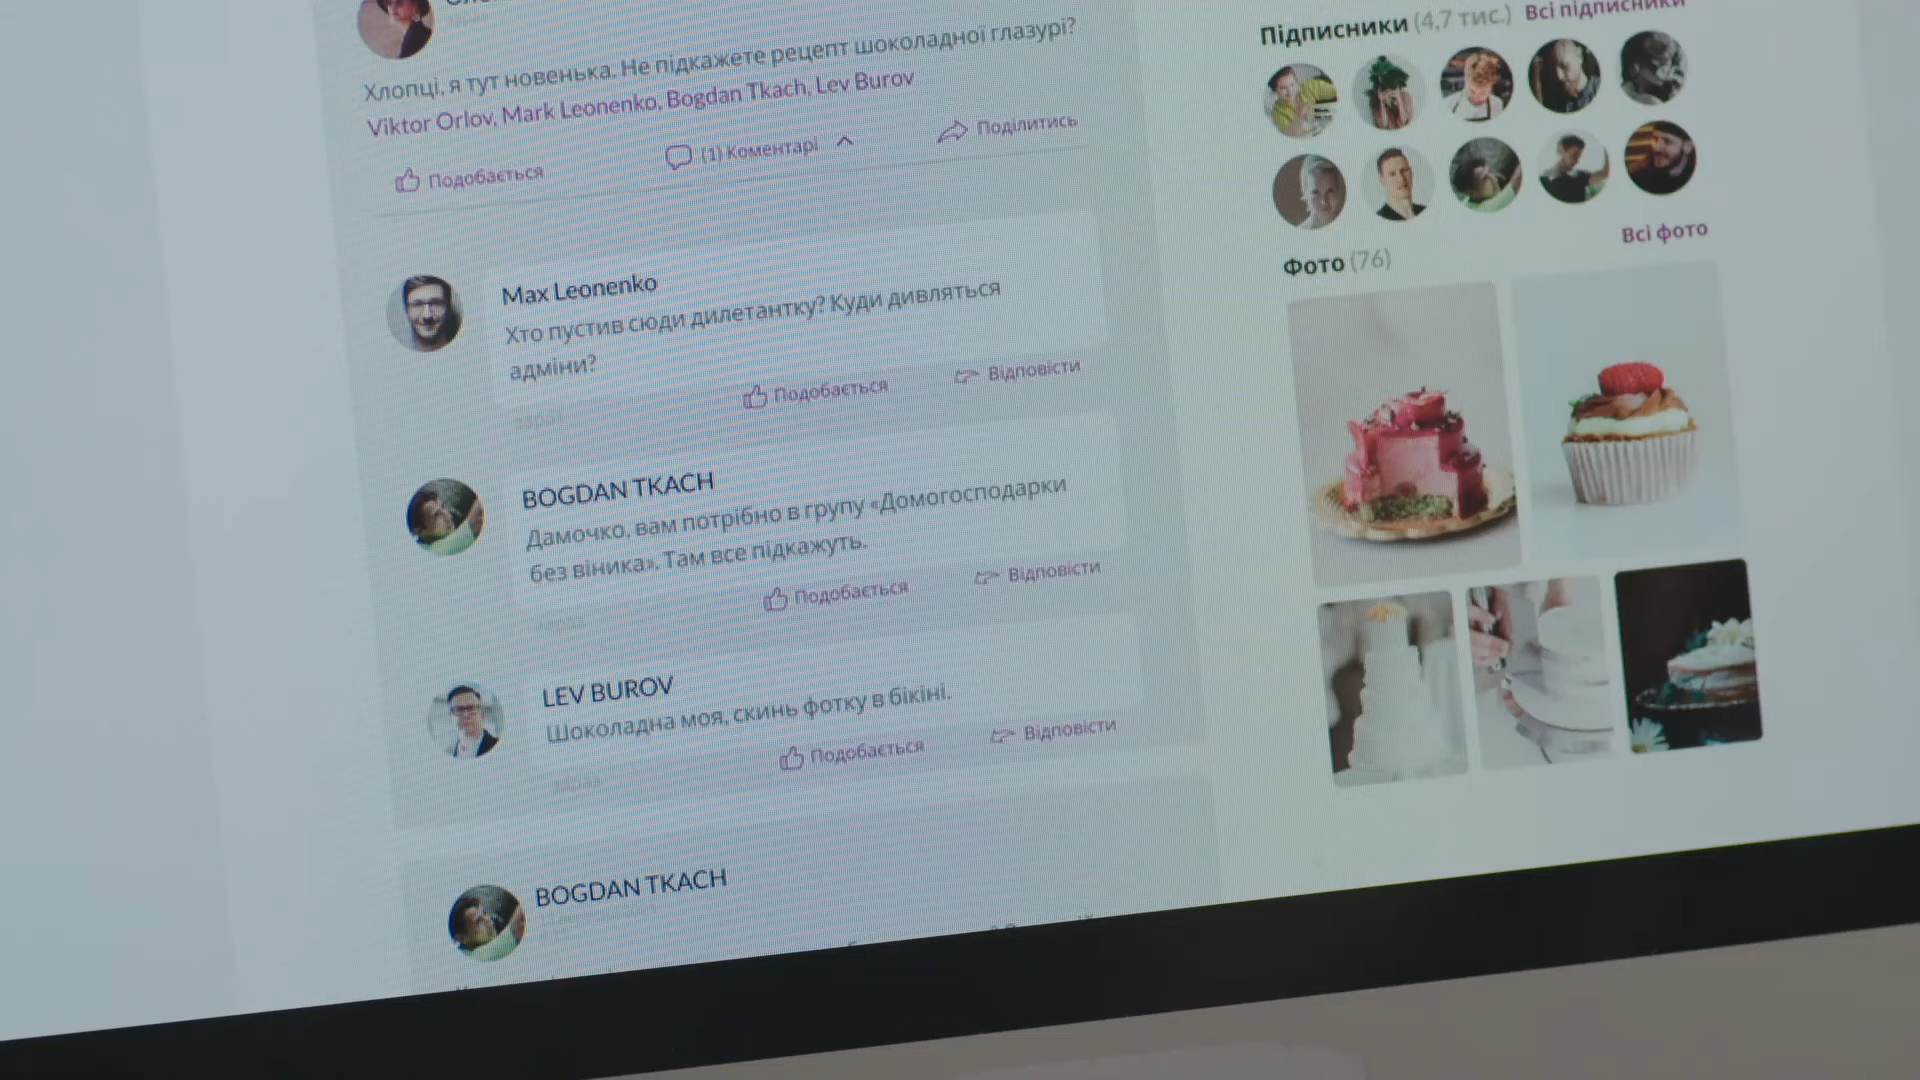 Хлопці, я тут новенька. Не підкажете рецепт шоколадної глазурі?
Viktor Orlov, Mark Leonenko, Bogdan Tkach, Lev Burov
Подобається
(1) Коментарі
Поділитись
Max Leonenko
Хто пустив сюди дилетантку? Куди дивляться
адміни?
зараз
Подобається
Відповісти
BOGDAN TKACH
Дамочко, вам потрібно в групу «Домогосподарки
без віника». Там все підкажуть.
зараз
Подобається
Відповісти
LEV BUROV
Шоколадна моя, скинь фотку в бікіні.
зараз
Подобається
Відповісти
BOGDAN TKACH
Підписники (4,7 тис.)
Всі підписники
Фото (76)
Всі фото